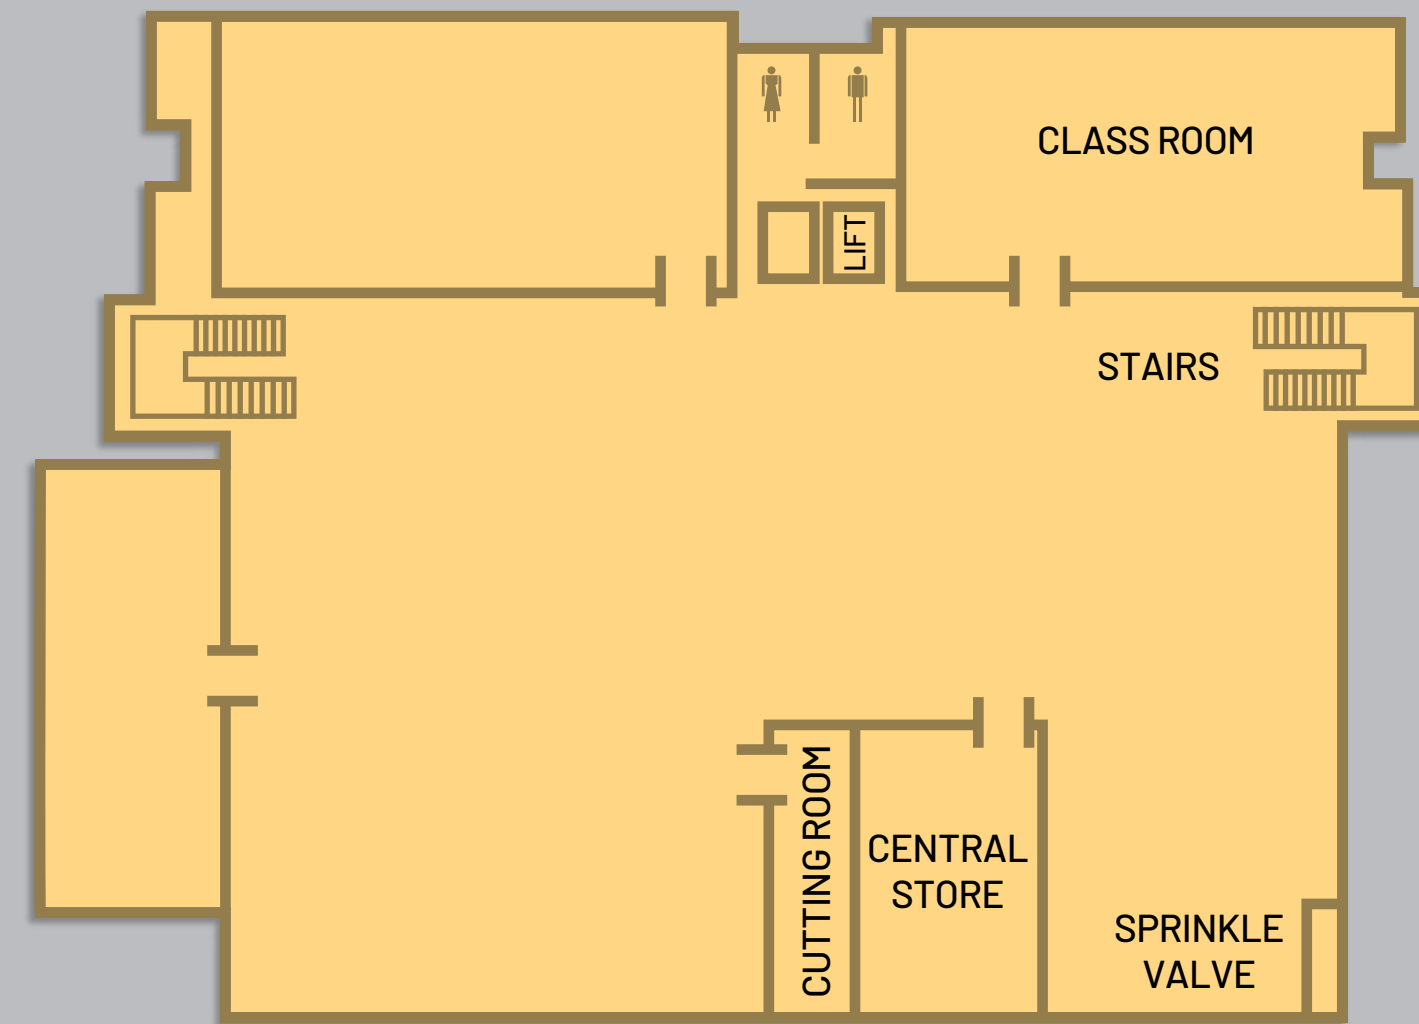 CLASS ROOM
LIFT
STAIRS
CUTTING ROOM
CENTRAL
STORE
SPRINKLE
VALVE